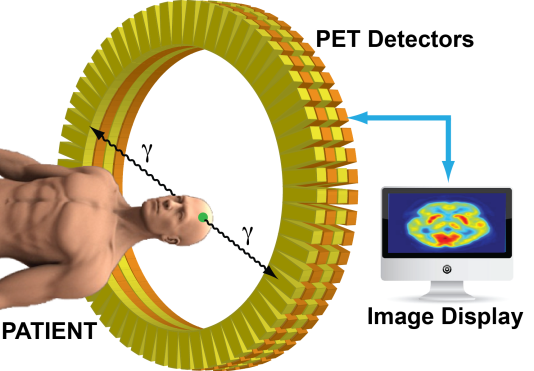 PET Detectors
γ
γ
PATIENT
Image Display